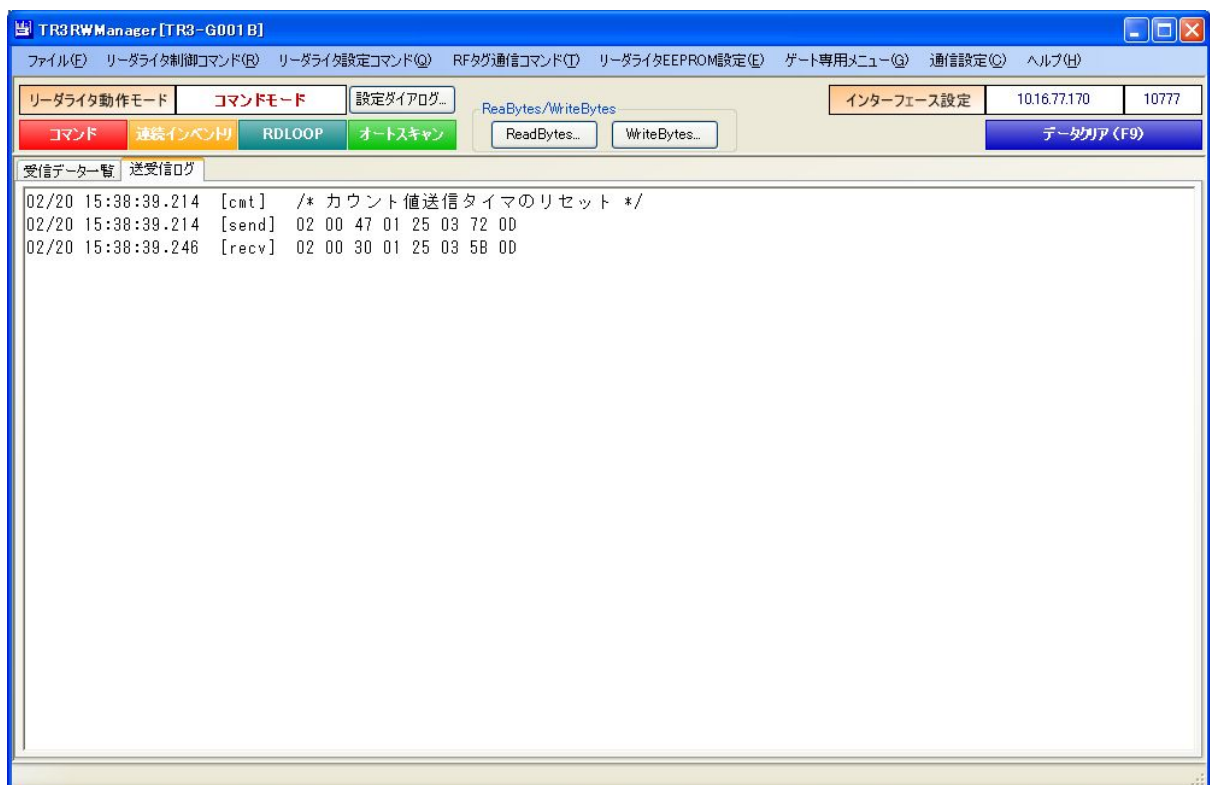 TR3RWManager[TR3-G001B]
ファイル(F) リーダライタ制御コマンド(R) リーダライタ設定コマンド(Q) RFタグ通信コマンド(T) リーダライタEEPROM設定(E) ゲート専用メニュー(G) 通信設定(C) ヘルプ(H)
リーダライタ動作モード コマンドモード 設定ダイアログ... ReaBytes/WriteBytes インターフェース設定 10.16.77.170 10777
コマンド 連続インベントリ RDLOOP オートスキャン ReadBytes... WriteBytes... データクリア (F9)
受信データ一覧 送受信ログ
02/20 15:38:39.214 [cmt] /* カウント値送信タイマのリセット */
02/20 15:38:39.214 [send] 02 00 47 01 25 03 72 0D
02/20 15:38:39.246 [recv] 02 00 30 01 25 03 5B 0D